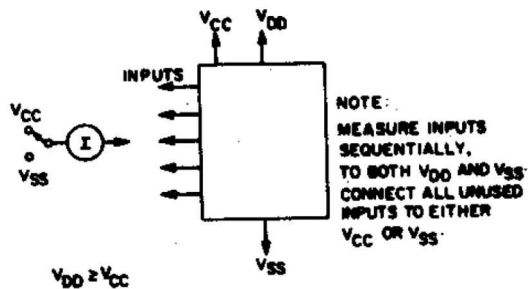 VCC VDD
INPUTS
VCC
I
VSS
NOTE:
MEASURE INPUTS
SEQUENTIALLY,
TO BOTH VDD AND VSS.
CONNECT ALL UNUSED
INPUTS TO EITHER
VCC OR VSS.
VSS
VDD ≥ VCC